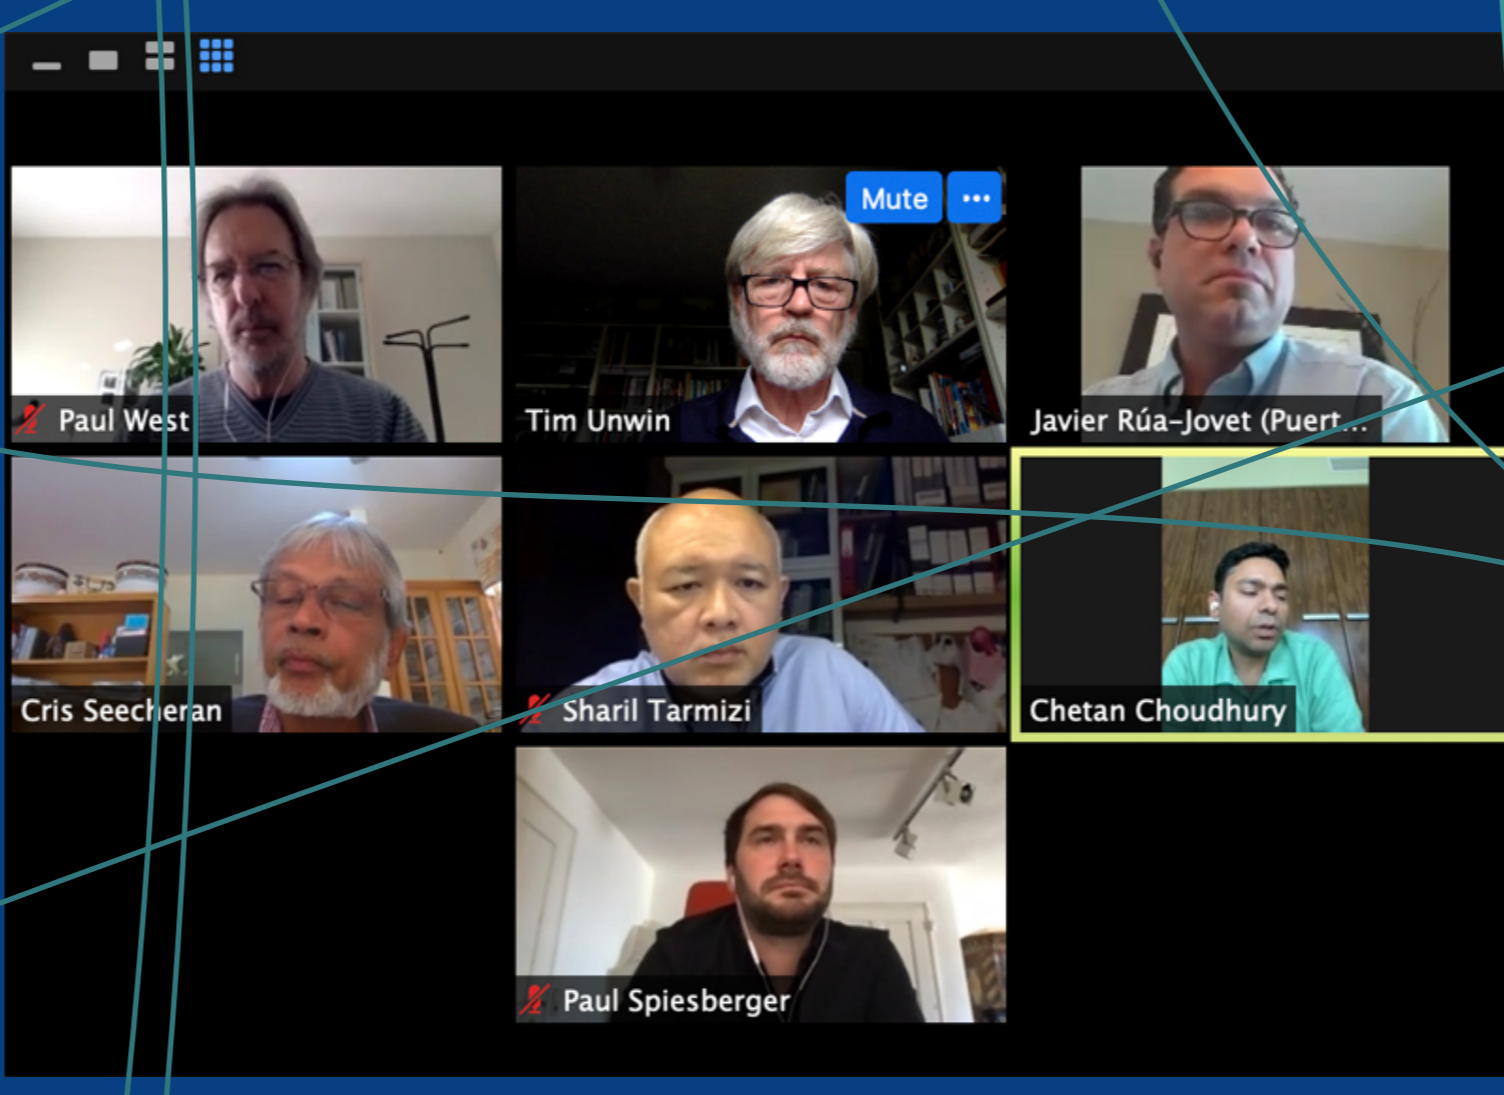 Mute
Paul West
Tim Unwin
Javier Rúa-Jovet (Puert...
Cris Seecheran
Sharil Tarmizi
Chetan Choudhury
Paul Spiesberger